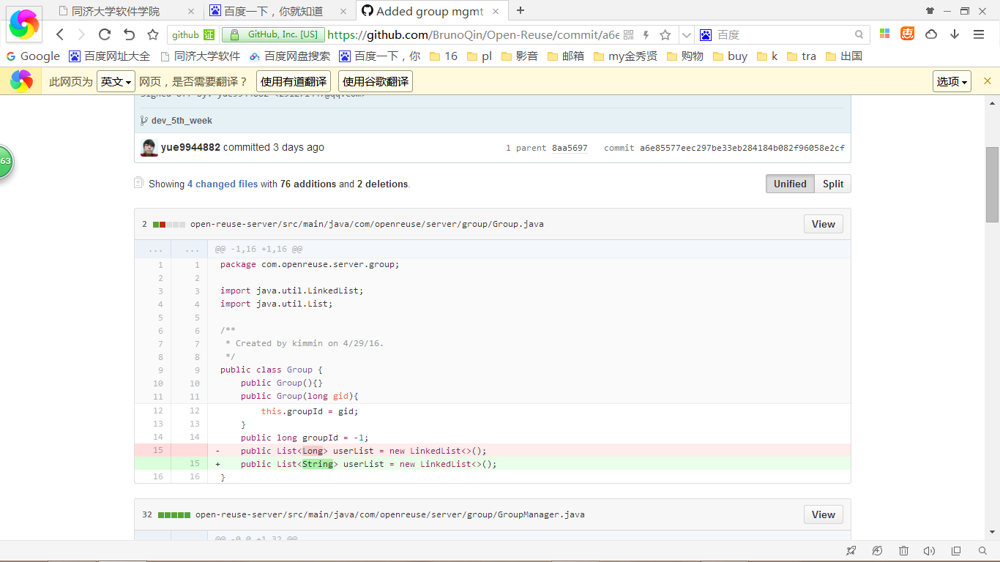 同济大学软件学院
百度一下，你就知道
Added group mgmt
github 证 GitHub, Inc. [US] https://github.com/BrunoQin/Open-Reuse/commit/a6e 百度
Google 百度网址大全 同济大学软件 百度网盘搜索 百度一下，你 16 pl 影音 邮箱 my金秀贤 购物 buy k tra 出国
此网页为 英文 网页，是否需要翻译？ 使用有道翻译 使用谷歌翻译 选项
63
dev_5th_week
yue9944882 committed 3 days ago 1 parent 8aa5697 commit a6e85577eec297be33eb284184b082f96058e2cf
Showing 4 changed files with 76 additions and 2 deletions. Unified Split
2 open-reuse-server/src/main/java/com/openreuse/server/group/Group.java View
... ... @@ -1,16 +1,16 @@
1 1 package com.openreuse.server.group;
2 2
3 3 import java.util.LinkedList;
4 4 import java.util.List;
5 5
6 6 /**
7 7 * Created by kimmin on 4/29/16.
8 8 */
9 9 public class Group {
10 10 public Group(){}
11 11 public Group(long gid){
12 12 this.groupId = gid;
13 13 }
14 14 public long groupId = -1;
15 - public List<Long> userList = new LinkedList<>();
15 + public List<String> userList = new LinkedList<>();
16 16 }
32 open-reuse-server/src/main/java/com/openreuse/server/group/GroupManager.java View
@@ -0,0 +1,32 @@